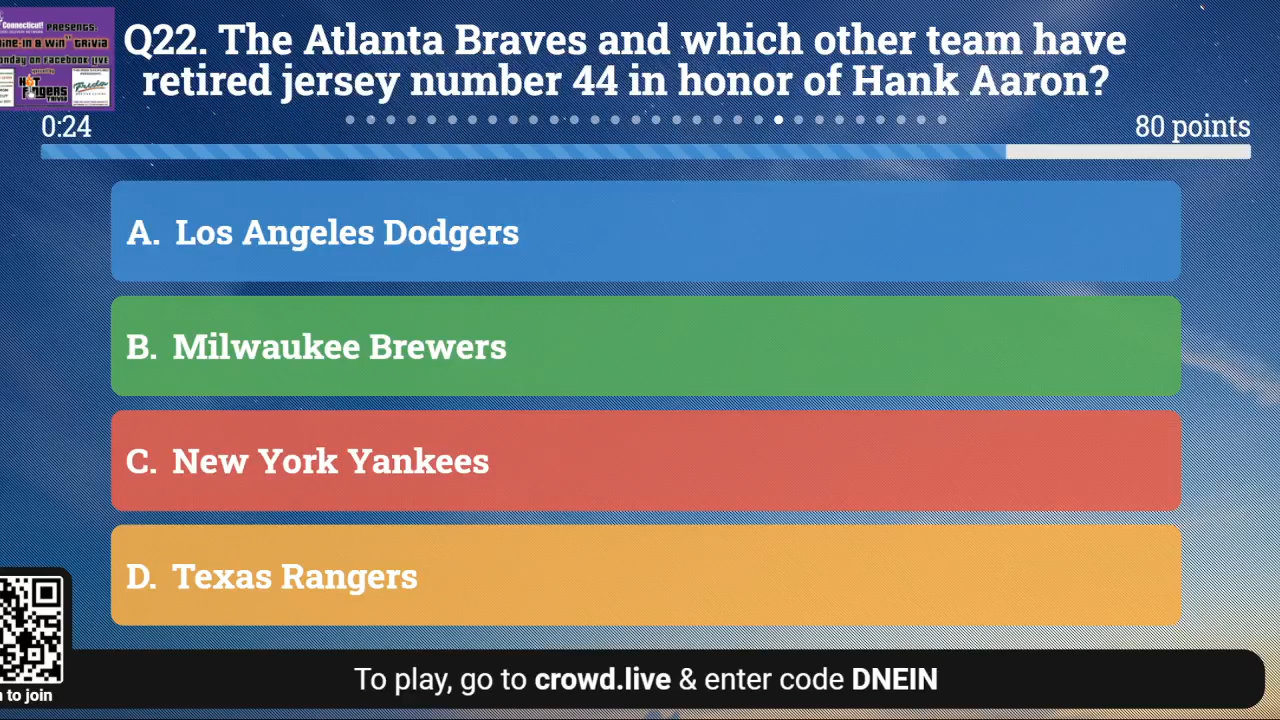 Connecticut!
PRESENTS:
Q22. The Atlanta Braves and which other team have
retired jersey number 44 in honor of Hank Aaron?
0:24
80 points
A. Los Angeles Dodgers
B. Milwaukee Brewers
C. New York Yankees
D. Texas Rangers
to join
To play, go to crowd.live & enter code DNEIN